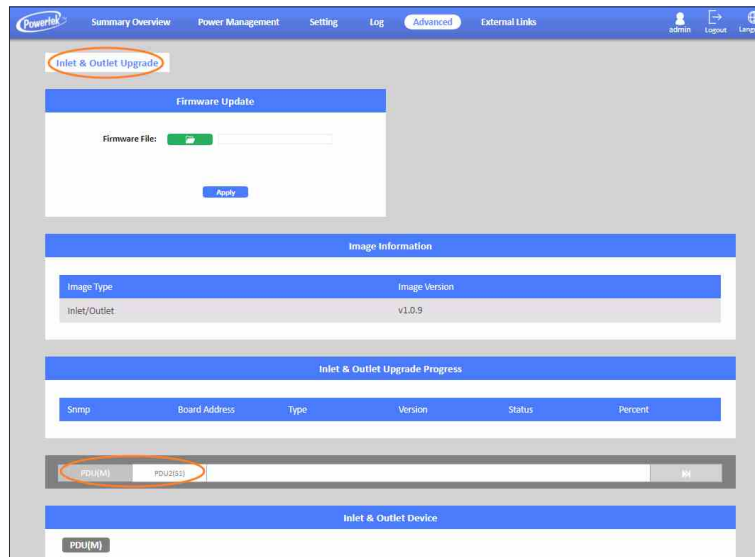 Powertek
Summary Overview Power Management Setting Log Advanced External Links
admin Logout Lang
Inlet & Outlet Upgrade
Firmware Update
Firmware File:
Apply
Image Information
Image Type Image Version
Inlet/Outlet v1.0.9
Inlet & Outlet Upgrade Progress
Snmp Board Address Type Version Status Percent
PDU(M) PDU2(S1)
Inlet & Outlet Device
PDU(M)